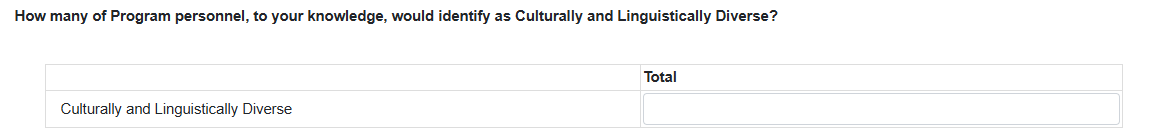 How many of Program personnel, to your knowledge, would identify as Culturally and Linguistically Diverse?
Total
Culturally and Linguistically Diverse